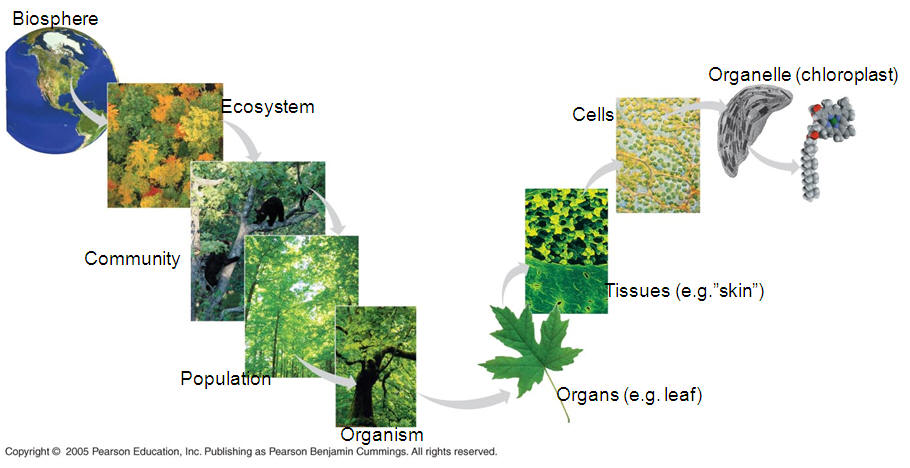 Biosphere
Ecosystem
Community
Population
Organism
Organs (e.g. leaf)
Tissues (e.g.”skin”)
Cells
Organelle (chloroplast)
Copyright © 2005 Pearson Education, Inc. Publishing as Pearson Benjamin Cummings. All rights reserved.